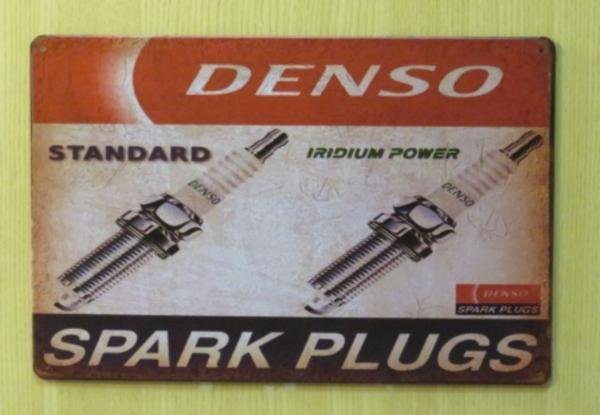 DENSO
STANDARD
IRIDIUM POWER
DENSO
DENSO
DENSO
SPARK PLUGS
SPARK PLUGS